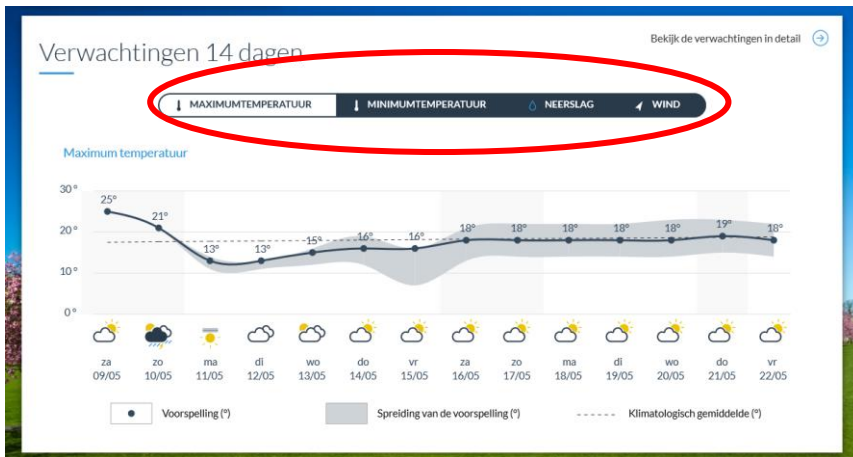 Bekijk de verwachtingen in detail
Verwachtingen 14 dagen
MAXIMUMTEMPERATUUR MINIMUMTEMPERATUUR NEERSLAG WIND
Maximum temperatuur
30°
20°
10°
0°
25° 21° 13° 13° 15° 16° 16° 18° 18° 18° 18° 18° 19° 18°
za zo ma di wo do vr za zo ma di wo do vr
09/05 10/05 11/05 12/05 13/05 14/05 15/05 16/05 17/05 18/05 19/05 20/05 21/05 22/05
Voorspelling (°) Spreiding van de voorspelling (°) Klimatologisch gemiddelde (°)